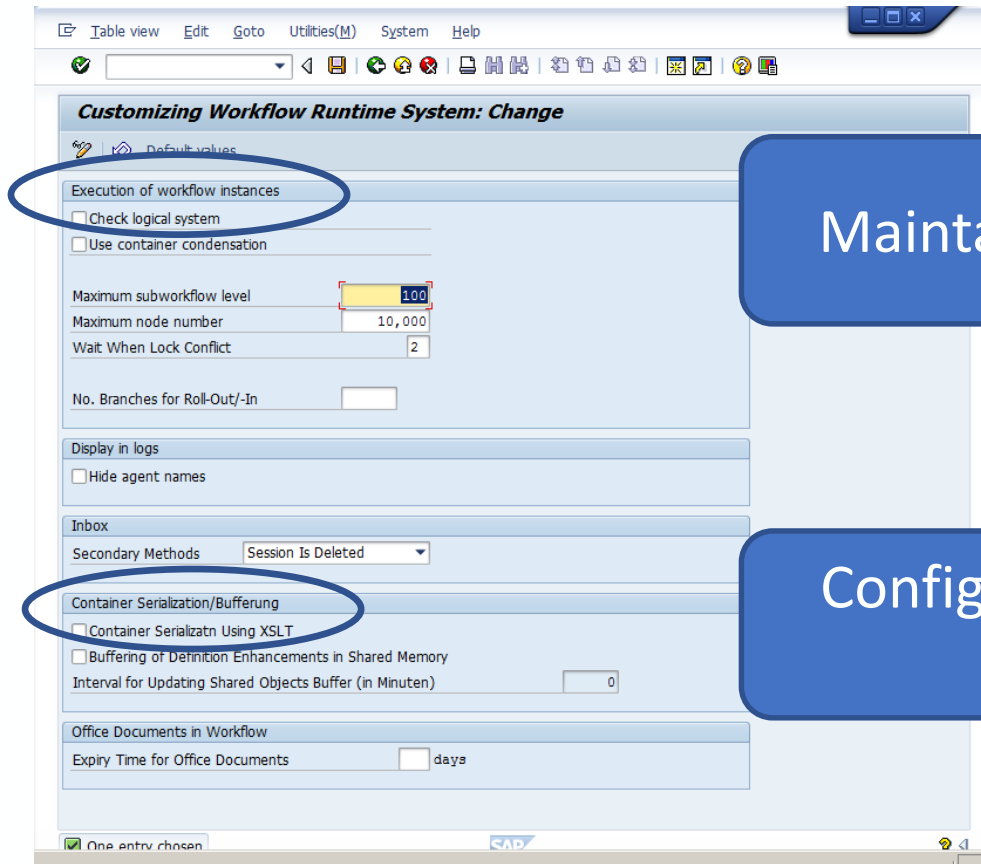 Table view Edit Goto Utilities(M) System Help
Customizing Workflow Runtime System: Change
Default values
Execution of workflow instances
Check logical system
Use container condensation
Maximum subworkflow level 100
Maximum node number 10,000
Wait When Lock Conflict 2
No. Branches for Roll-Out/-In
Display in logs
Hide agent names
Inbox
Secondary Methods Session Is Deleted
Container Serialization/Bufferung
Container Serializatn Using XSLT
Buffering of Definition Enhancements in Shared Memory
Interval for Updating Shared Objects Buffer (in Minuten) 0
Office Documents in Workflow
Expiry Time for Office Documents days
One entry chosen
SAP
Mainta
Config